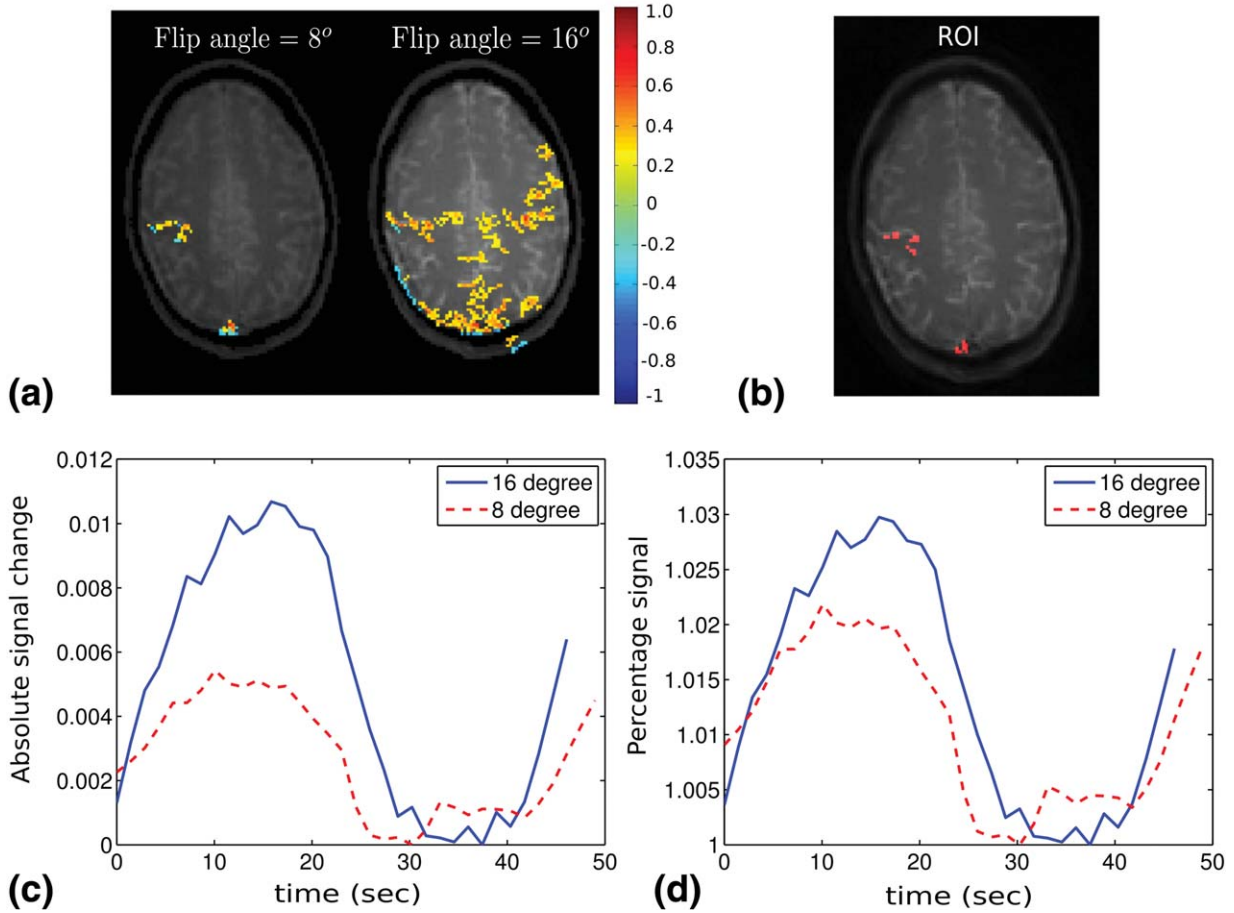 Flip angle = 8°
Flip angle = 16°
1.0
0.8
0.6
0.4
0.2
0
-0.2
-0.4
-0.6
-0.8
-1
(a)
ROI
(b)
Absolute signal change
0.012
0.01
0.008
0.006
0.004
0.002
0
16 degree
8 degree
0 10 20 30 40 50
time (sec)
(c)
Percentage signal
1.035
1.03
1.025
1.02
1.015
1.01
1.005
1
16 degree
8 degree
0 10 20 30 40 50
time (sec)
(d)